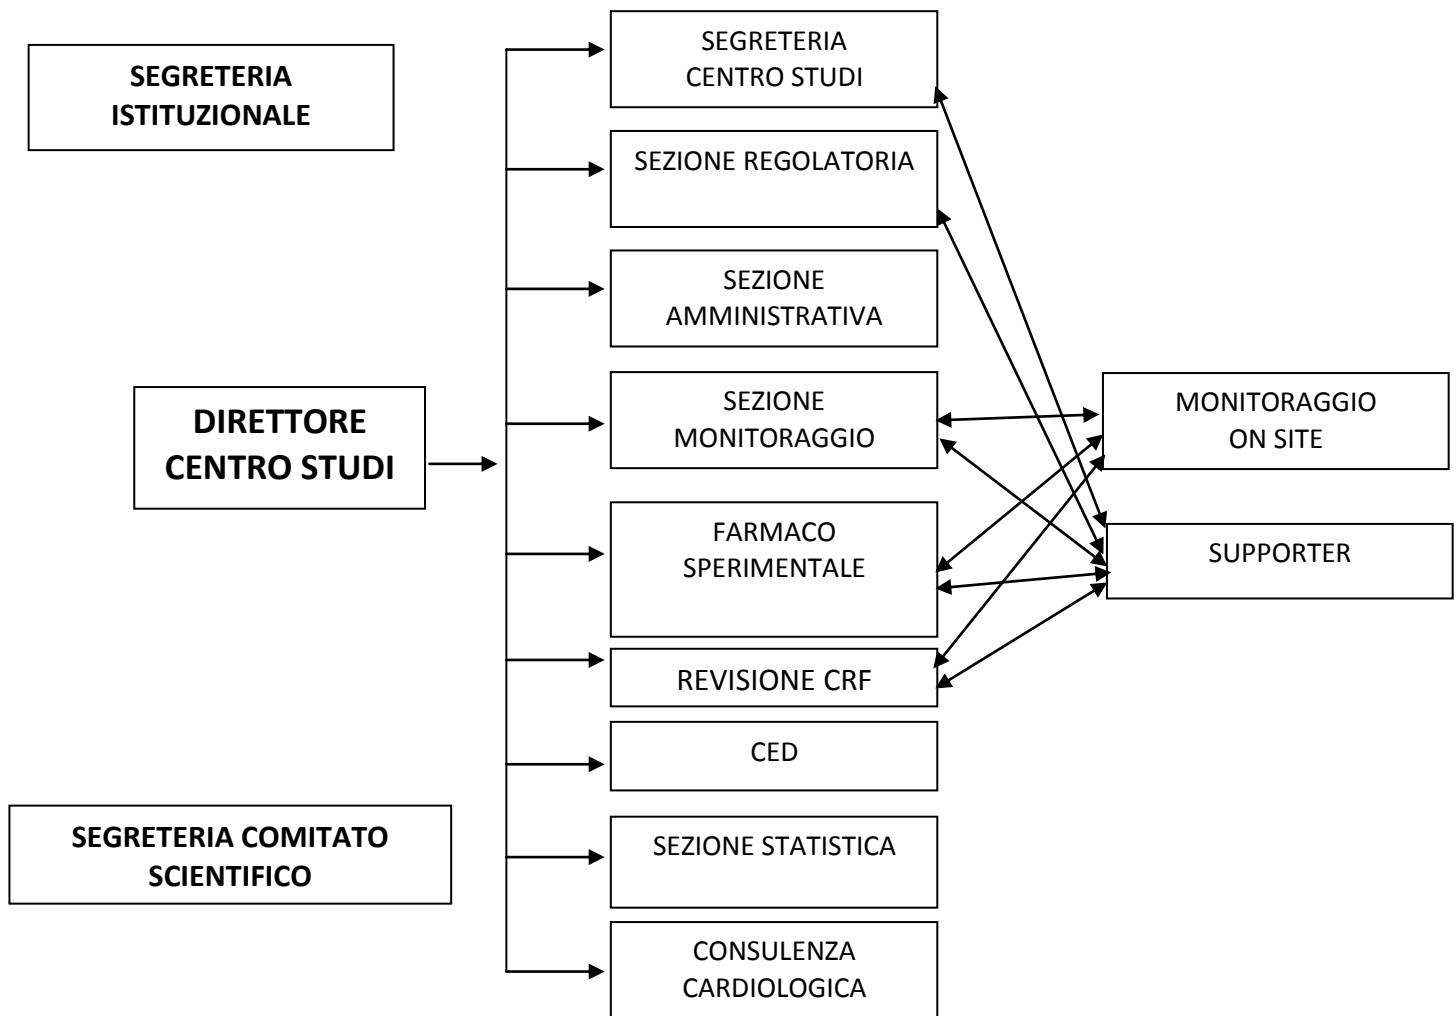 SEGRETERIA
ISTITUZIONALE
DIRETTORE
CENTRO STUDI
SEGRETERIA COMITATO
SCIENTIFICO
SEGRETERIA
CENTRO STUDI
SEZIONE REGOLATORIA
SEZIONE
AMMINISTRATIVA
SEZIONE
MONITORAGGIO
FARMACO
SPERIMENTALE
REVISIONE CRF
CED
SEZIONE STATISTICA
CONSULENZA
CARDIOLOGICA
MONITORAGGIO
ON SITE
SUPPORTER